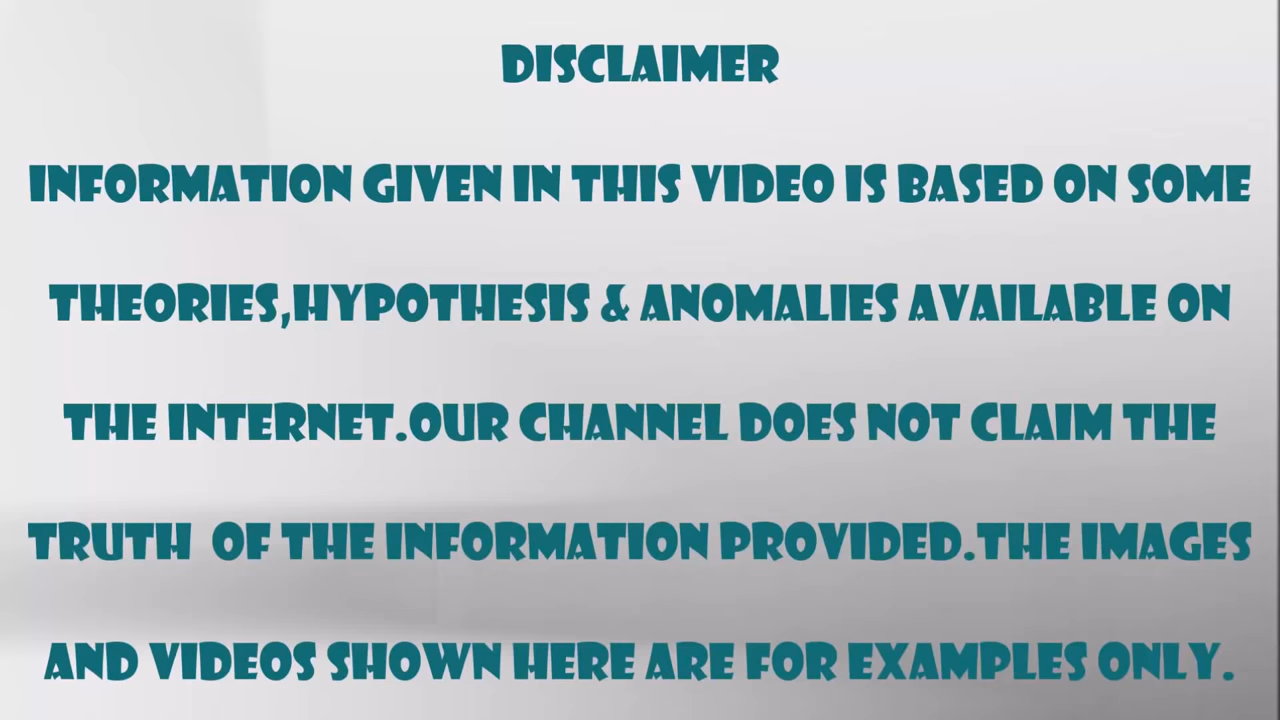 DISCLAIMER
INFORMATION GIVEN IN THIS VIDEO IS BASED ON SOME
THEORIES,HYPOTHESIS & ANOMALIES AVAILABLE ON
THE INTERNET.OUR CHANNEL DOES NOT CLAIM THE
TRUTH  OF THE INFORMATION PROVIDED.THE IMAGES
AND VIDEOS SHOWN HERE ARE FOR EXAMPLES ONLY.